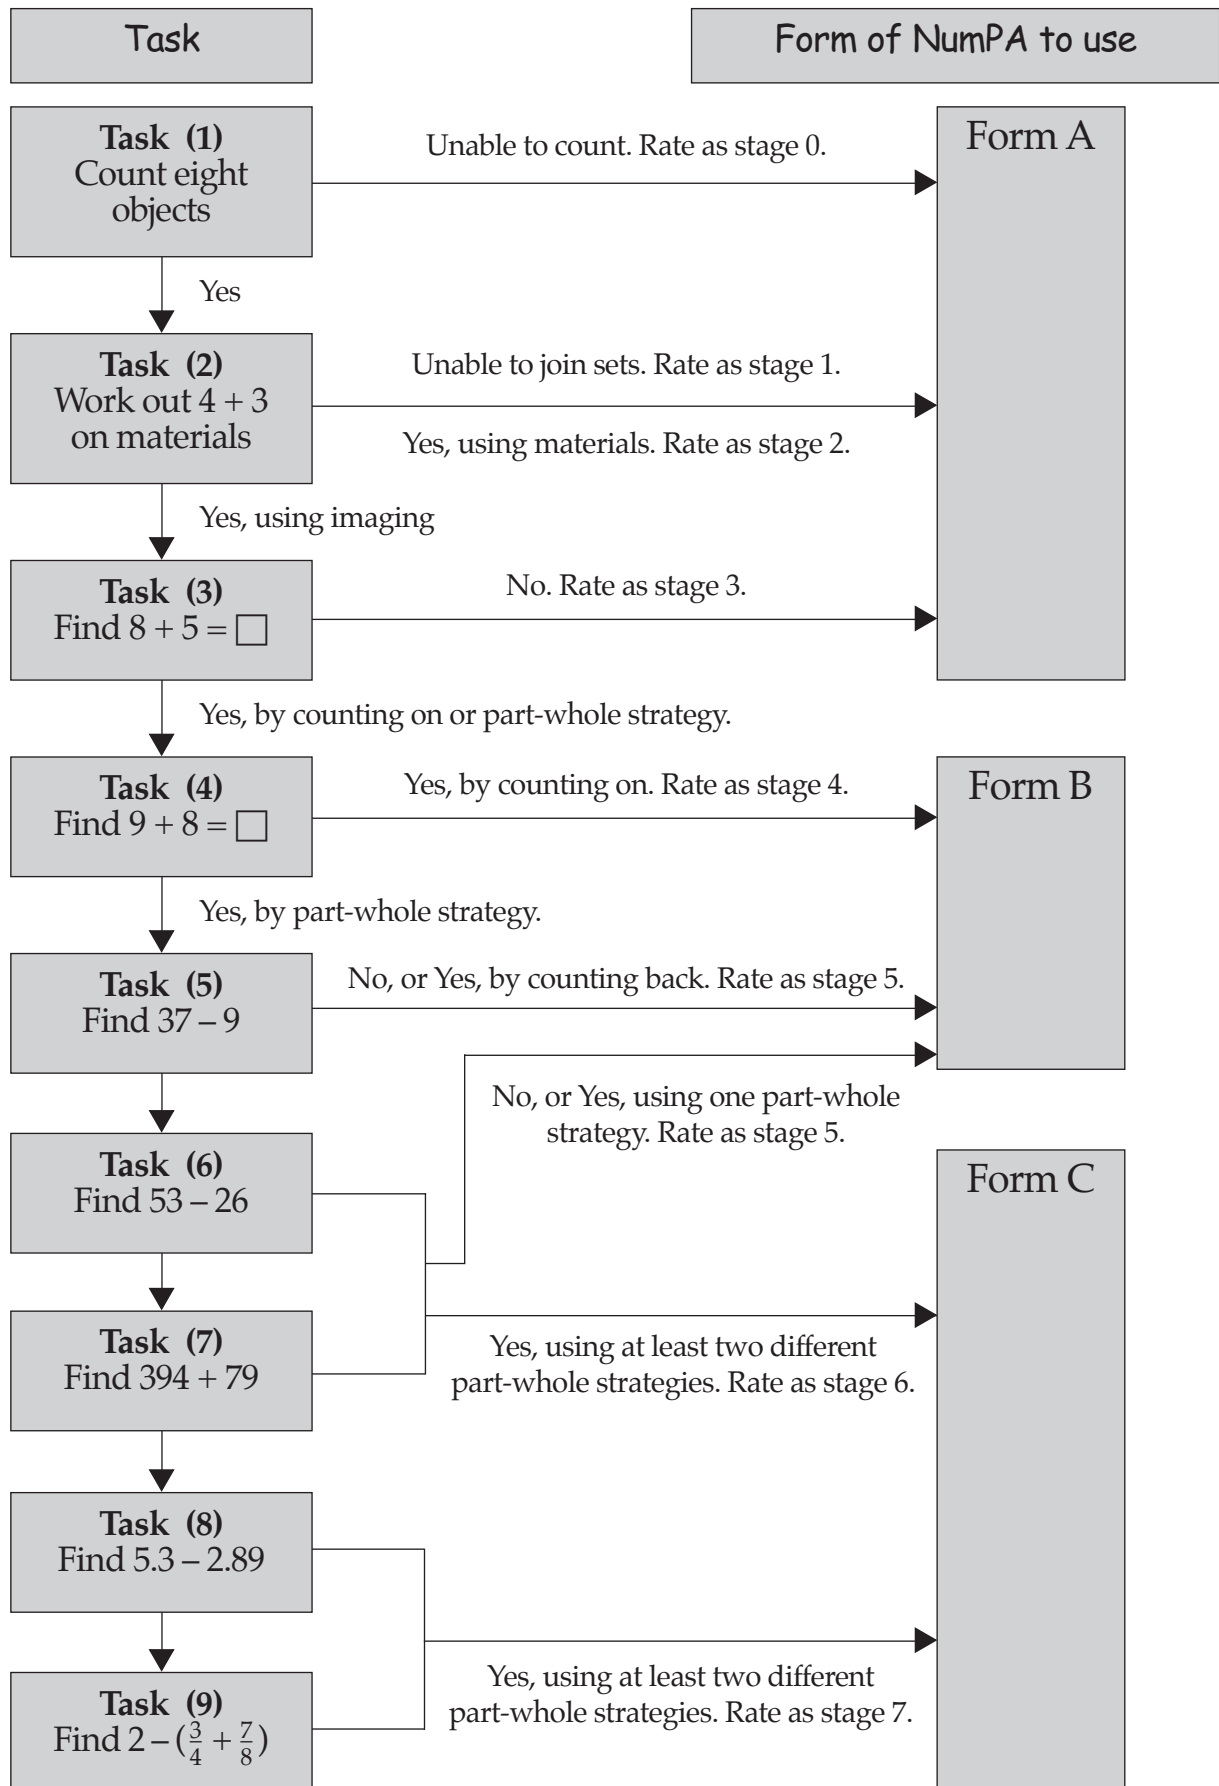 Task
Form of NumPA to use
Task (1)
Count eight
objects
Unable to count. Rate as stage 0.
Form A
Yes
Task (2)
Work out 4 + 3
on materials
Unable to join sets. Rate as stage 1.
Yes, using materials. Rate as stage 2.
Yes, using imaging
Task (3)
Find 8 + 5 = □
No. Rate as stage 3.
Yes, by counting on or part-whole strategy.
Task (4)
Find 9 + 8 = □
Yes, by counting on. Rate as stage 4.
Form B
Yes, by part-whole strategy.
Task (5)
Find 37 – 9
No, or Yes, by counting back. Rate as stage 5.
No, or Yes, using one part-whole
strategy. Rate as stage 5.
Task (6)
Find 53 – 26
Form C
Task (7)
Find 394 + 79
Yes, using at least two different
part-whole strategies. Rate as stage 6.
Task (8)
Find 5.3 – 2.89
Task (9)
Find 2 – (3/4 + 7/8)
Yes, using at least two different
part-whole strategies. Rate as stage 7.